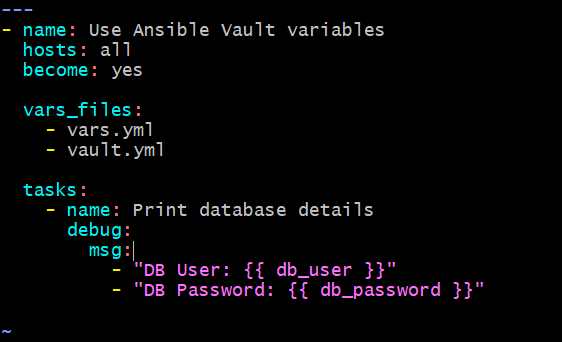 ---
- name: Use Ansible Vault variables
  hosts: all
  become: yes

  vars_files:
    - vars.yml
    - vault.yml

  tasks:
    - name: Print database details
      debug:
        msg:
          - "DB User: {{ db_user }}"
          - "DB Password: {{ db_password }}"

~